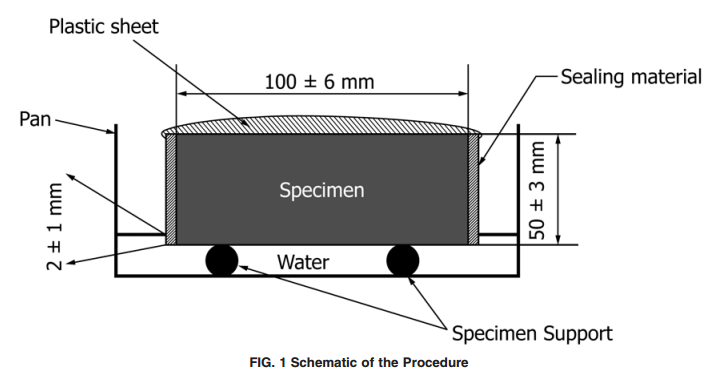 Plastic sheet
100 ± 6 mm
Sealing material
Pan
Specimen
50 ± 3 mm
2 ± 1 mm
Water
Specimen Support
FIG. 1 Schematic of the Procedure